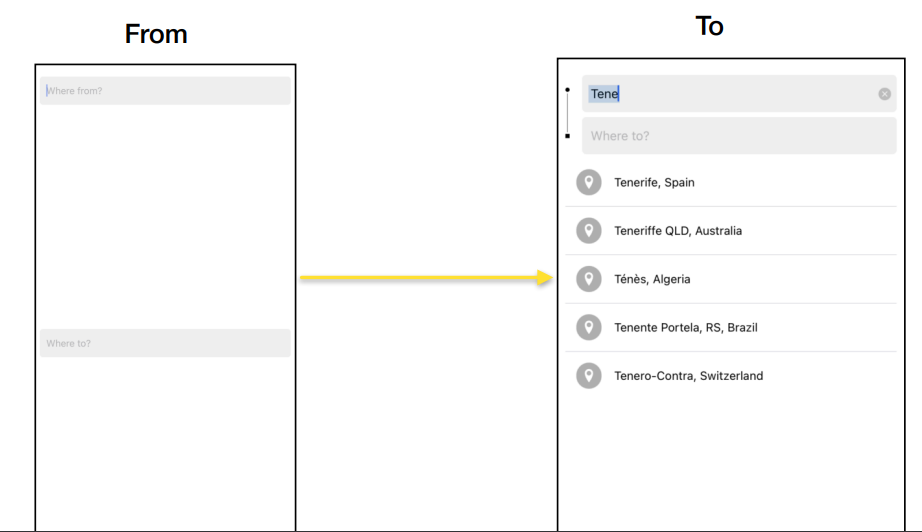 From
To
Where from?
Where to?
Tene
Where to?
Tenerife, Spain
Teneriffe QLD, Australia
Ténès, Algeria
Tenente Portela, RS, Brazil
Tenero-Contra, Switzerland